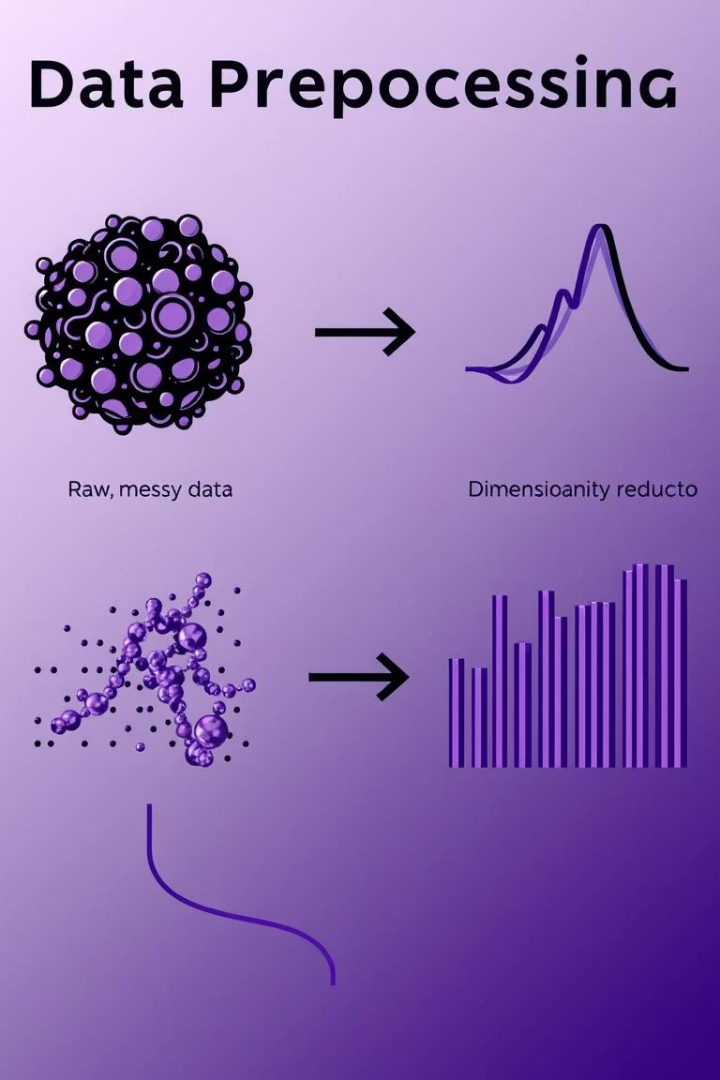 Data Prepocessing
Raw, messy data
Dimensioanity reducto